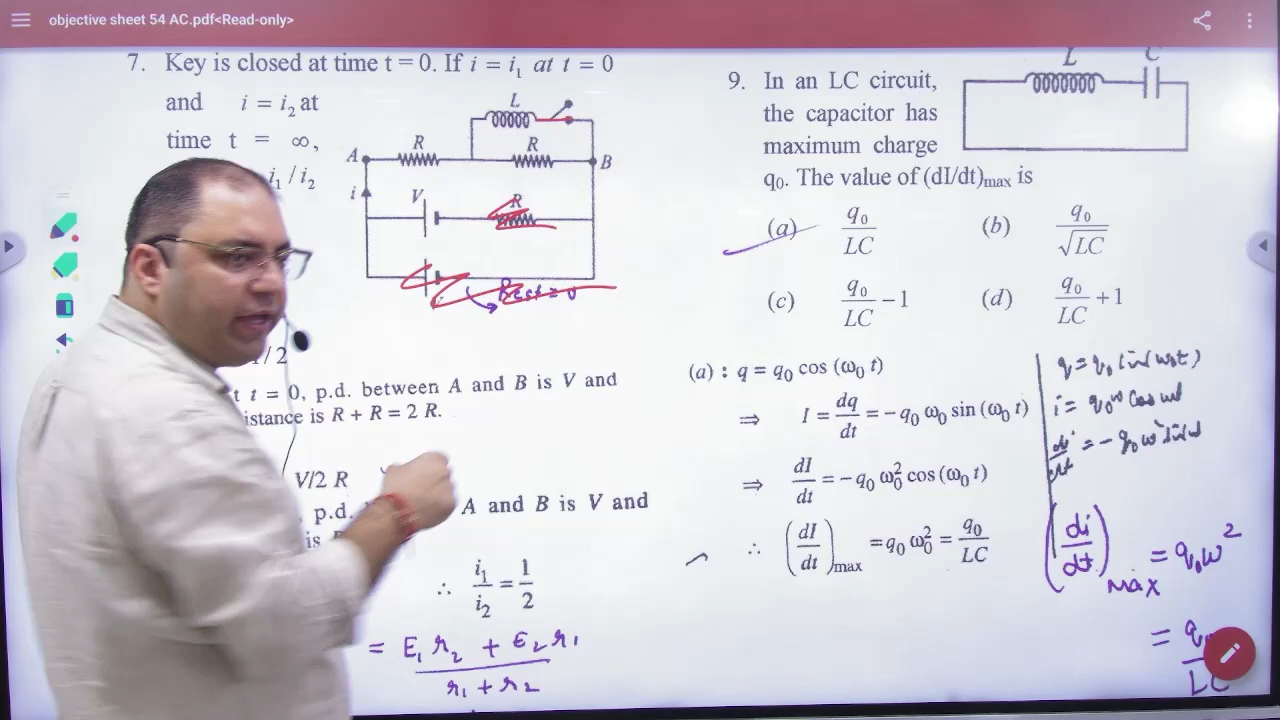 objective sheet 54 AC.pdf<Read-only>
7. Key is closed at time t = 0. If i = i₁ at t = 0
and i = i₂ at
time t = ∞,
i₁ / i₂
L
A
R
R
B
i
V
R
1/2
t t = 0, p.d. between A and B is V and
istance is R + R = 2 R.
V/2 R
p.d. A and B is V and
is
∴ i₁/i₂ = 1/2
= E₁ r₂ + E₂ r₁
r₁ + r₂
9. In an LC circuit,
the capacitor has
maximum charge
q₀. The value of (dI/dt)max is
L
C
(a) q₀/LC
(b) q₀/√LC
(c) q₀/LC − 1
(d) q₀/LC + 1
(a) : q = q₀ cos (ω₀ t)
⇒ I = dq/dt = − q₀ ω₀ sin (ω₀ t)
⇒ dI/dt = − q₀ ω₀² cos (ω₀ t)
∴ (dI/dt)max = q₀ ω₀² = q₀/LC
q = q₀ sin(ω₀t)
i = q₀ω cos ωt
di/dt = − q₀ω² sin ω
(di/dt)max = q₀ω²
= q
LC